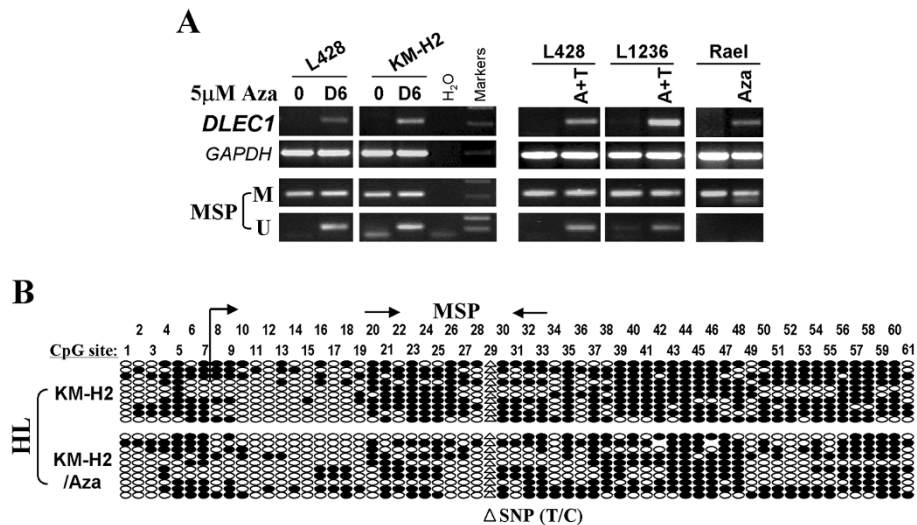 A
L428 KM-H2 H₂O Markers L428 L1236 Rael
5μM Aza 0 D6 0 D6 A+T A+T Aza
DLEC1
GAPDH
MSP M
U
B
MSP
2 4 6 8 10 12 14 16 18 20 22 24 26 28 30 32 34 36 38 40 42 44 46 48 50 52 54 56 58 60
CpG site: 1 3 5 7 9 11 13 15 17 19 21 23 25 27 29 31 33 35 37 39 41 43 45 47 49 51 53 55 57 59 61
HL
KM-H2
KM-H2
/Aza
△ SNP (T/C)